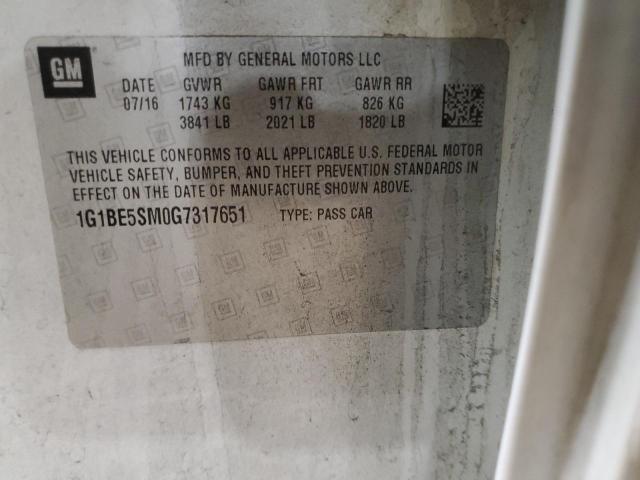 GM
MFD BY GENERAL MOTORS LLC
DATE GVWR GAWR FRT GAWR RR
07/16 1743 KG 917 KG 826 KG
3841 LB 2021 LB 1820 LB
THIS VEHICLE CONFORMS TO ALL APPLICABLE U.S. FEDERAL MOTOR
VEHICLE SAFETY, BUMPER, AND THEFT PREVENTION STANDARDS IN
EFFECT ON THE DATE OF MANUFACTURE SHOWN ABOVE.
1G1BE5SM0G7317651 TYPE: PASS CAR